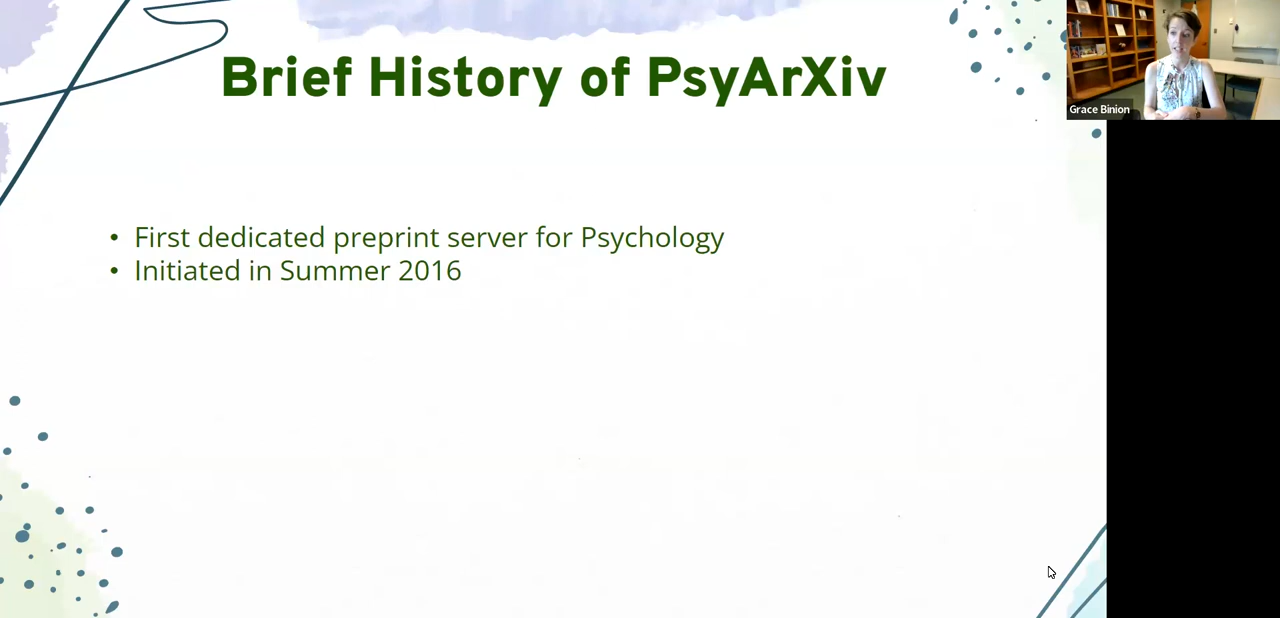 Brief History of PsyArXiv
Grace Binion
• First dedicated preprint server for Psychology
• Initiated in Summer 2016